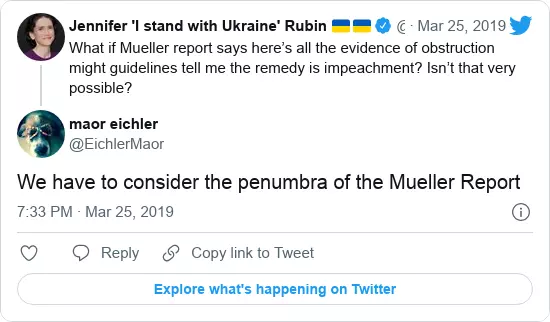 Jennifer 'I stand with Ukraine' Rubin 🇺🇦🇺🇦 @ · Mar 25, 2019
What if Mueller report says here's all the evidence of obstruction
might guidelines tell me the remedy is impeachment? Isn't that very
possible?
maor eichler
@EichlerMaor
We have to consider the penumbra of the Mueller Report
7:33 PM · Mar 25, 2019
Reply
Copy link to Tweet
Explore what's happening on Twitter